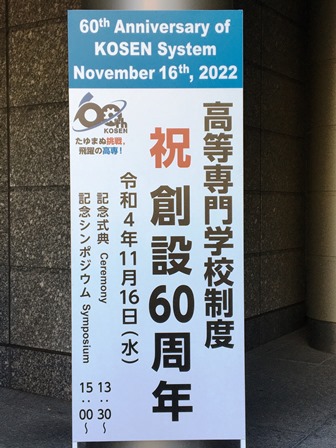 60th Anniversary of
KOSEN System
November 16th, 2022
60th
KOSEN
たゆまぬ挑戦、
飛躍の高専！
高等専門学校制度
祝 創設60周年
令和4年11月16日(水)
記念式典 Ceremony 13:30~
記念シンポジウム Symposium 15:00~